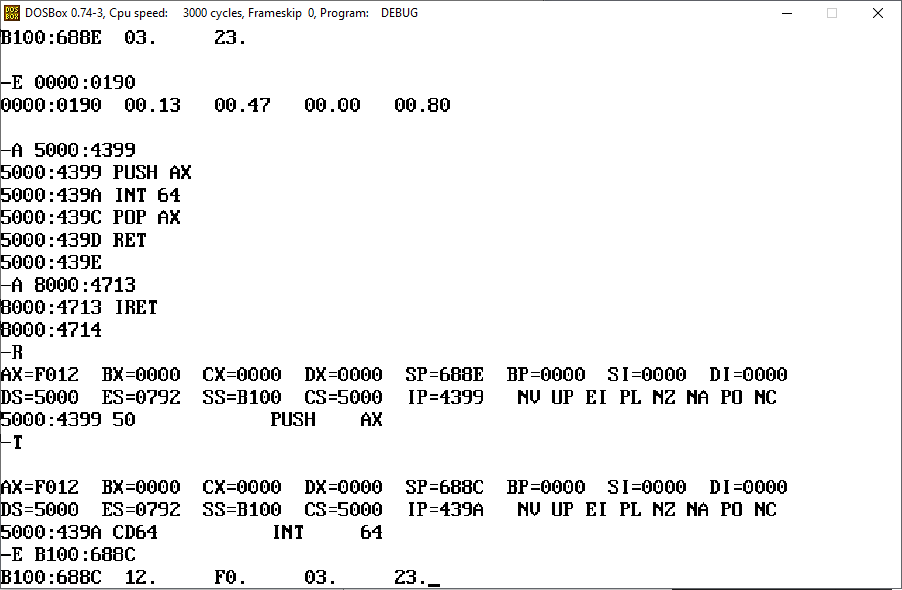 DOSBox 0.74-3, Cpu speed: 3000 cycles, Frameskip 0, Program: DEBUG
B100:688E 03. 23.
-E 0000:0190
0000:0190 00.13 00.47 00.00 00.80
-A 5000:4399
5000:4399 PUSH AX
5000:439A INT 64
5000:439C POP AX
5000:439D RET
5000:439E
-A 8000:4713
8000:4713 IRET
8000:4714
-R
AX=F012 BX=0000 CX=0000 DX=0000 SP=688E BP=0000 SI=0000 DI=0000
DS=5000 ES=0792 SS=B100 CS=5000 IP=4399 NV UP EI PL NZ NA PO NC
5000:4399 50 PUSH AX
-T
AX=F012 BX=0000 CX=0000 DX=0000 SP=688C BP=0000 SI=0000 DI=0000
DS=5000 ES=0792 SS=B100 CS=5000 IP=439A NV UP EI PL NZ NA PO NC
5000:439A CD64 INT 64
-E B100:688C
B100:688C 12. F0. 03. 23._